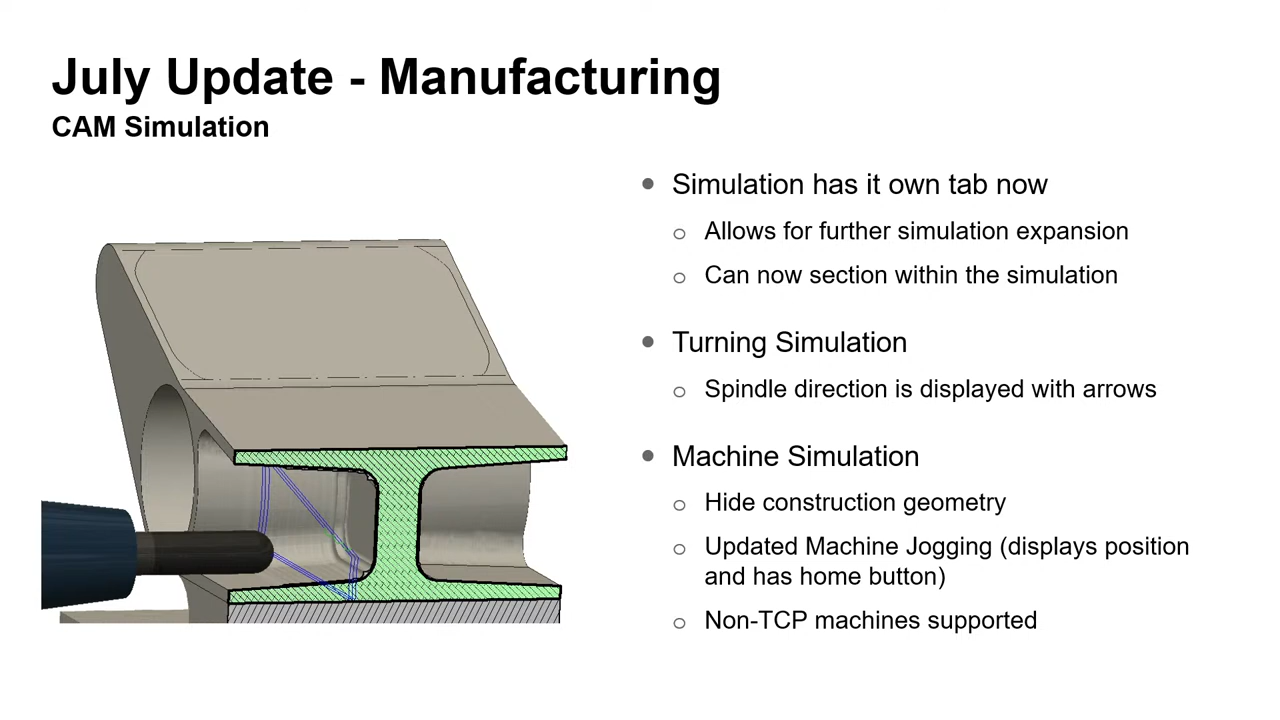 July Update - Manufacturing
CAM Simulation
Simulation has it own tab now
Allows for further simulation expansion
Can now section within the simulation
Turning Simulation
Spindle direction is displayed with arrows
Machine Simulation
Hide construction geometry
Updated Machine Jogging (displays position
and has home button)
Non-TCP machines supported